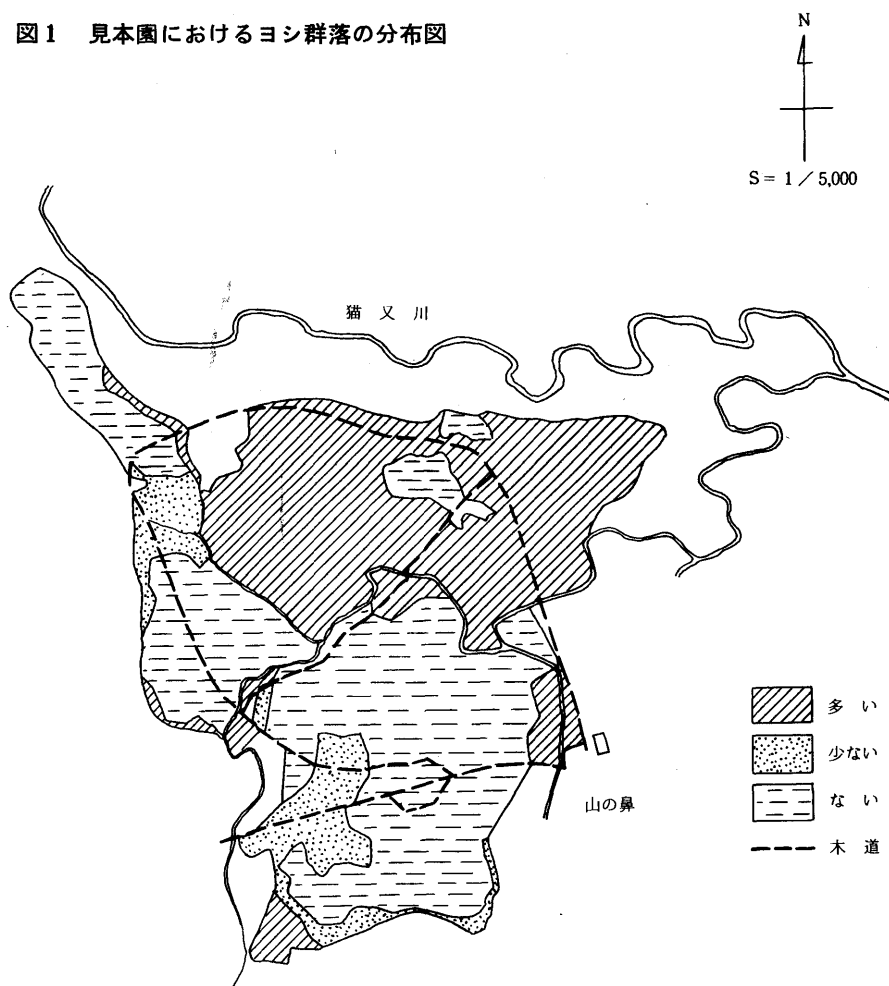 図1 見本園におけるヨシ群落の分布図
N
S = 1 / 5,000
猫又川
多い
少ない
ない
木道
山の鼻